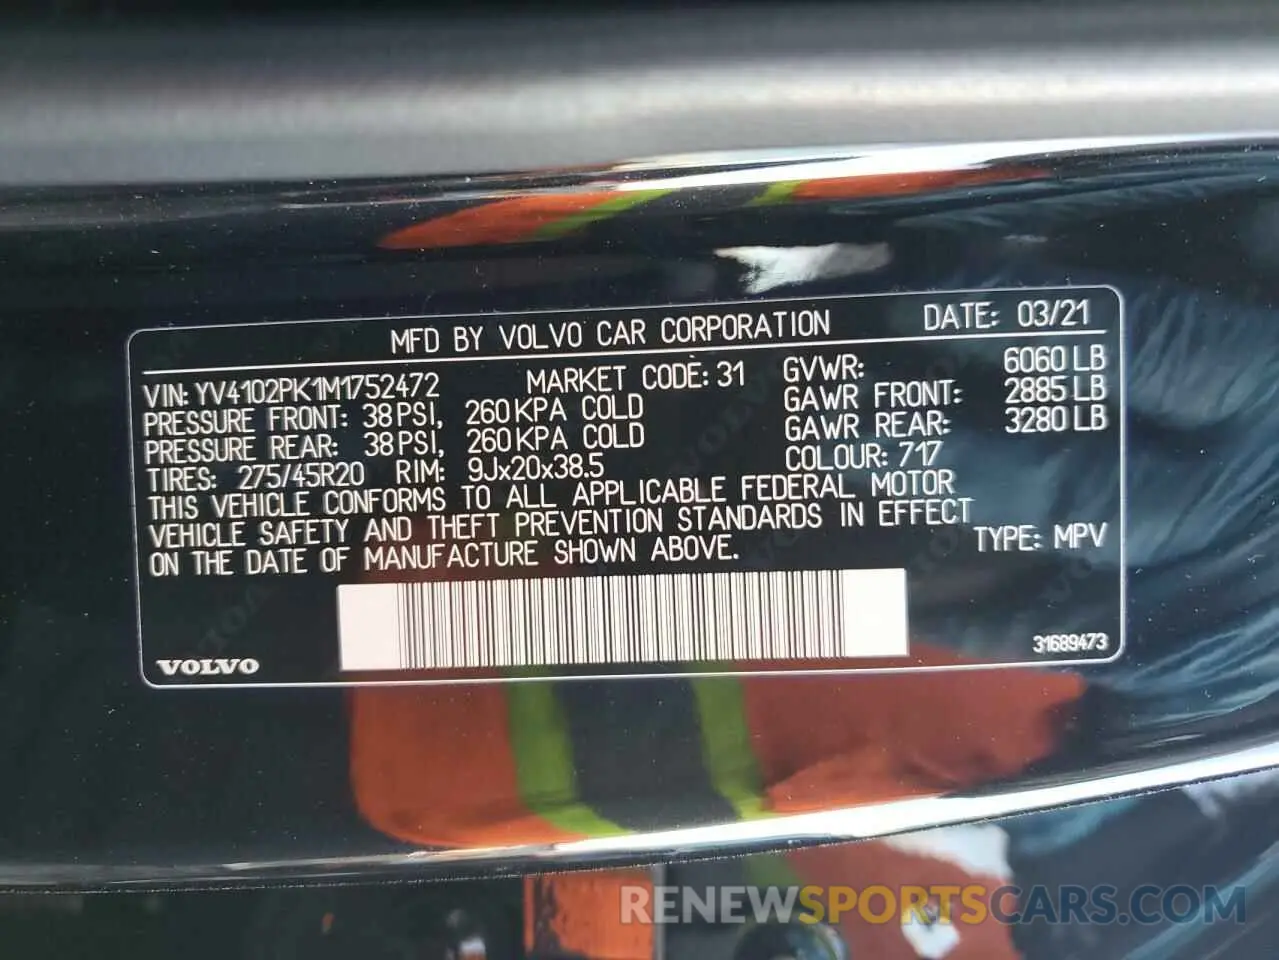 MFD BY VOLVO CAR CORPORATION DATE: 03/21
VIN: YV4102PK1M1752472 MARKET CODE: 31 GVWR: 6060 LB
PRESSURE FRONT: 38 PSI, 260 KPA COLD GAWR FRONT: 2885 LB
PRESSURE REAR: 38 PSI, 260 KPA COLD GAWR REAR: 3280 LB
TIRES: 275/45R20 RIM: 9Jx20x38.5 COLOUR: 717
THIS VEHICLE CONFORMS TO ALL APPLICABLE FEDERAL MOTOR
VEHICLE SAFETY AND THEFT PREVENTION STANDARDS IN EFFECT
ON THE DATE OF MANUFACTURE SHOWN ABOVE. TYPE: MPV
VOLVO 31689473
RENEWSPORTSCARS.COM